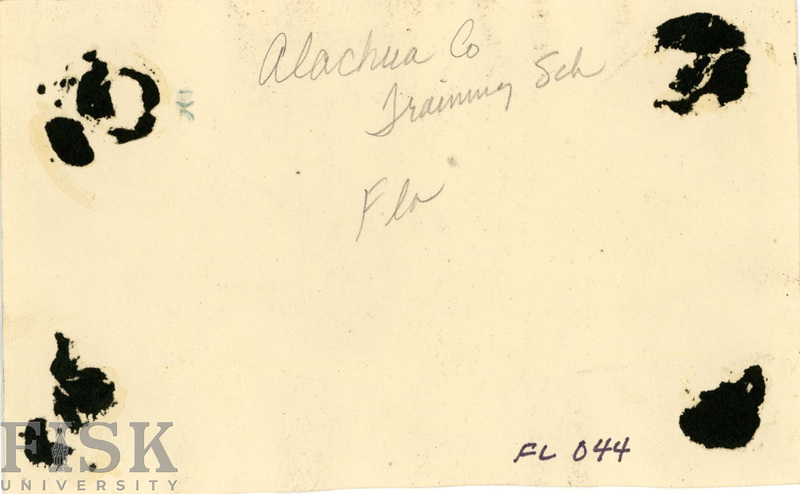 Alachua Co
Training Sch
Fla
FL 044
FISK
UNIVERSITY